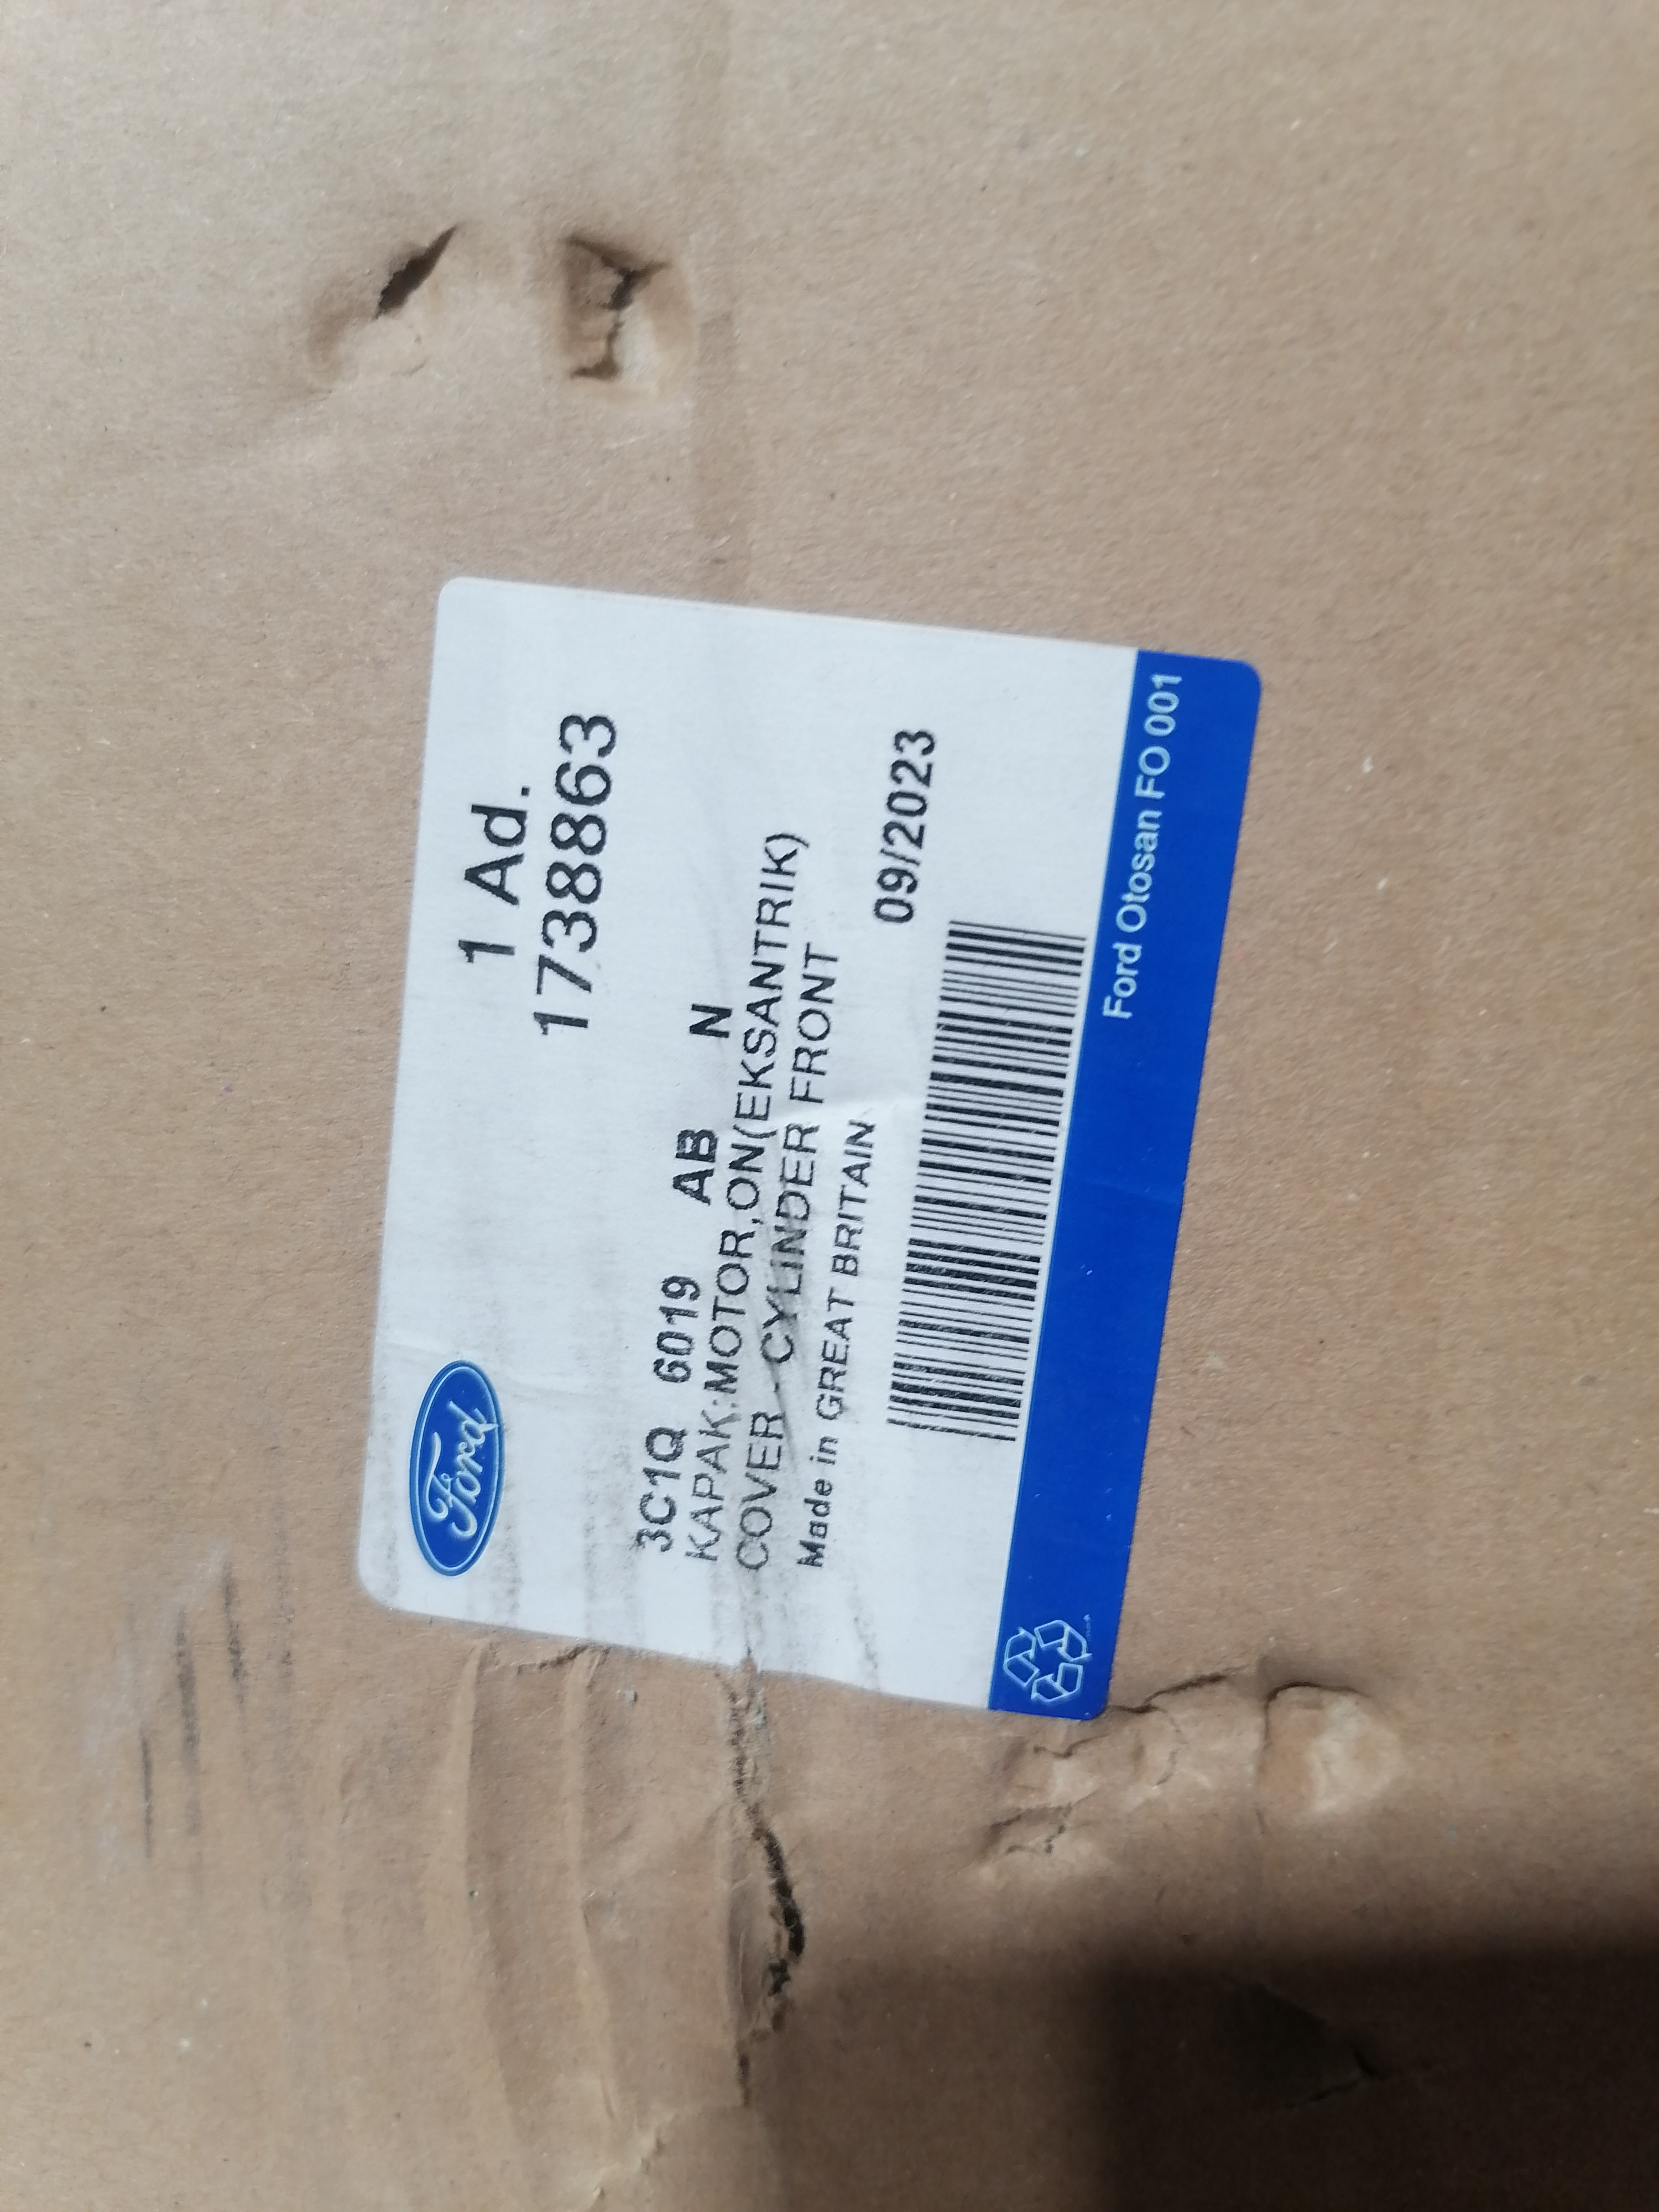 Ford
1 Ad.
1738863
3C1Q 6019 AB N
KAPAK:MOTOR,ON(EKSANTRIK)
COVER - CYLINDER FRONT
Made in GREAT BRITAIN
09/2023
Ford Otosan FO 001